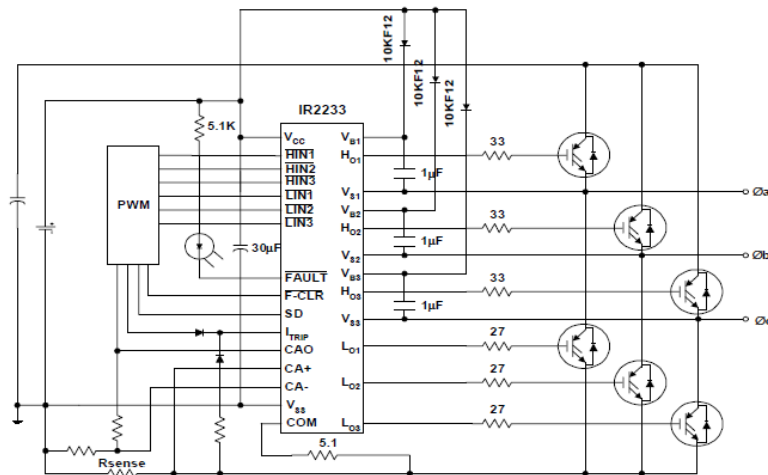 10KF12
10KF12
10KF12
IR2233
5.1K
VCC
HIN1
HIN2
HIN3
LIN1
LIN2
LIN3
FAULT
F-CLR
SD
ITRIP
CAO
CA+
CA-
VSS
COM
VB1
HO1
VS1
VB2
HO2
VS2
VB3
HO3
VS3
LO1
LO2
LO3
PWM
30µF
1µF
1µF
1µF
33
33
33
27
27
27
Øa
Øb
Rsense
5.1